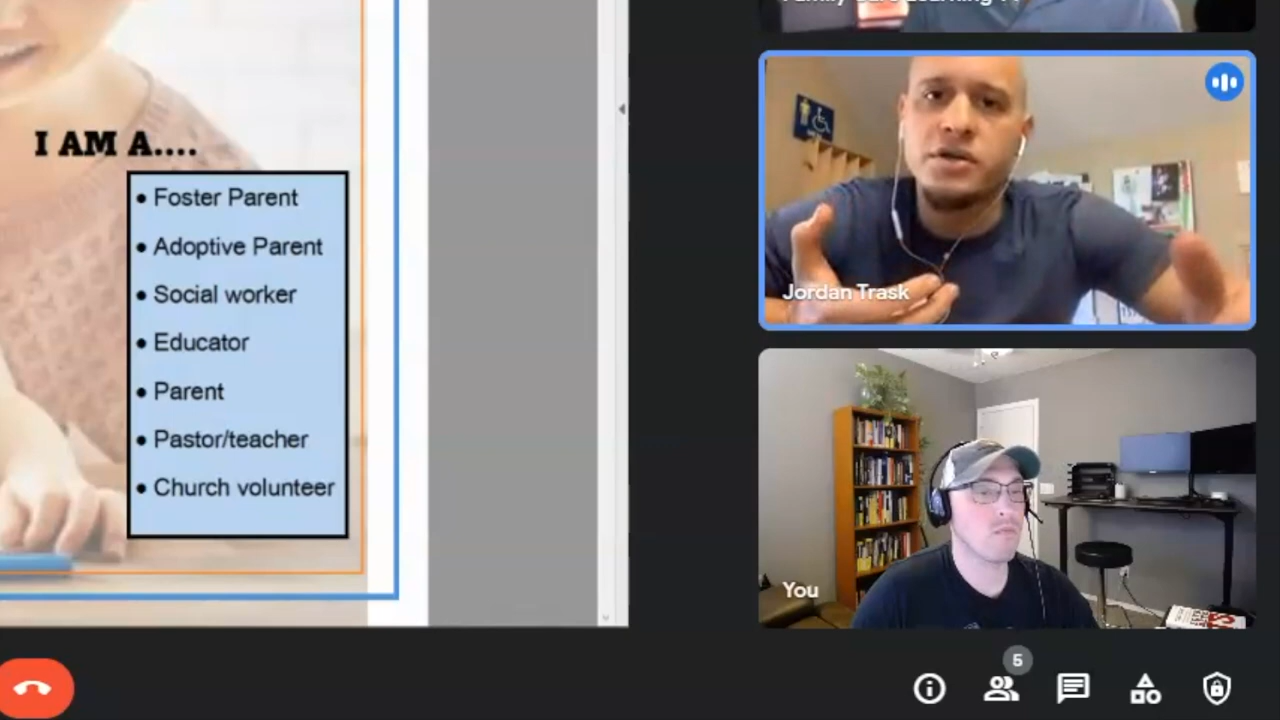 I AM A....
• Foster Parent
• Adoptive Parent
• Social worker
• Educator
• Parent
• Pastor/teacher
• Church volunteer
Jordan Trask
You
5